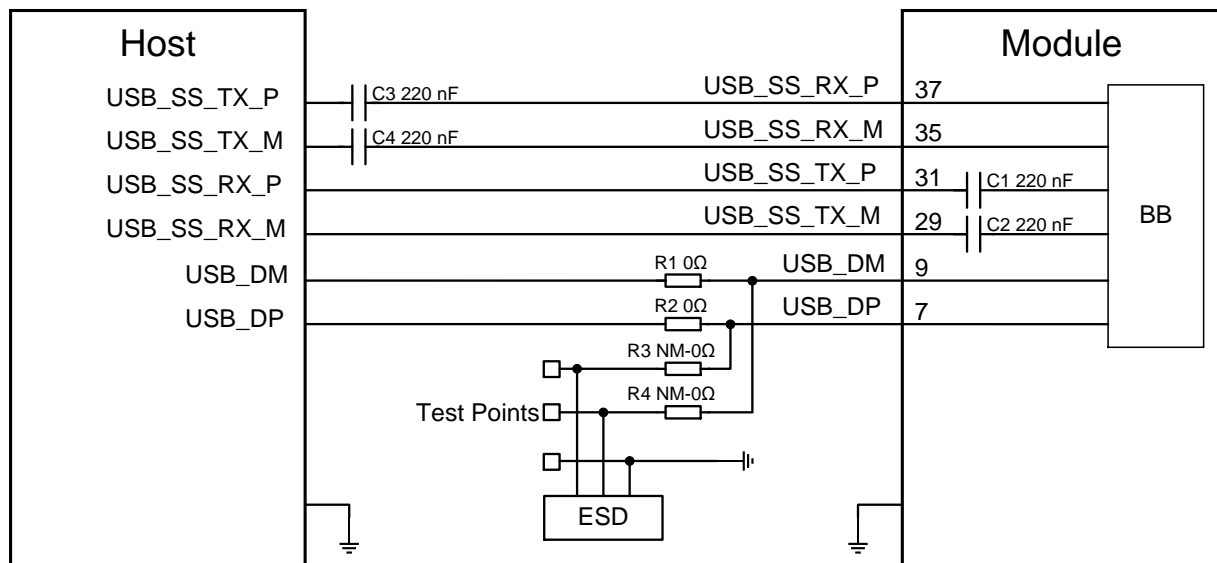 Host
Module
USB_SS_TX_P
C3 220 nF
USB_SS_RX_P
37
USB_SS_TX_M
C4 220 nF
USB_SS_RX_M
35
USB_SS_RX_P
USB_SS_TX_P
31
C1 220 nF
USB_SS_RX_M
USB_SS_TX_M
29
C2 220 nF
BB
USB_DM
R1 0Ω
USB_DM
9
USB_DP
R2 0Ω
USB_DP
7
R3 NM-0Ω
R4 NM-0Ω
Test Points
ESD